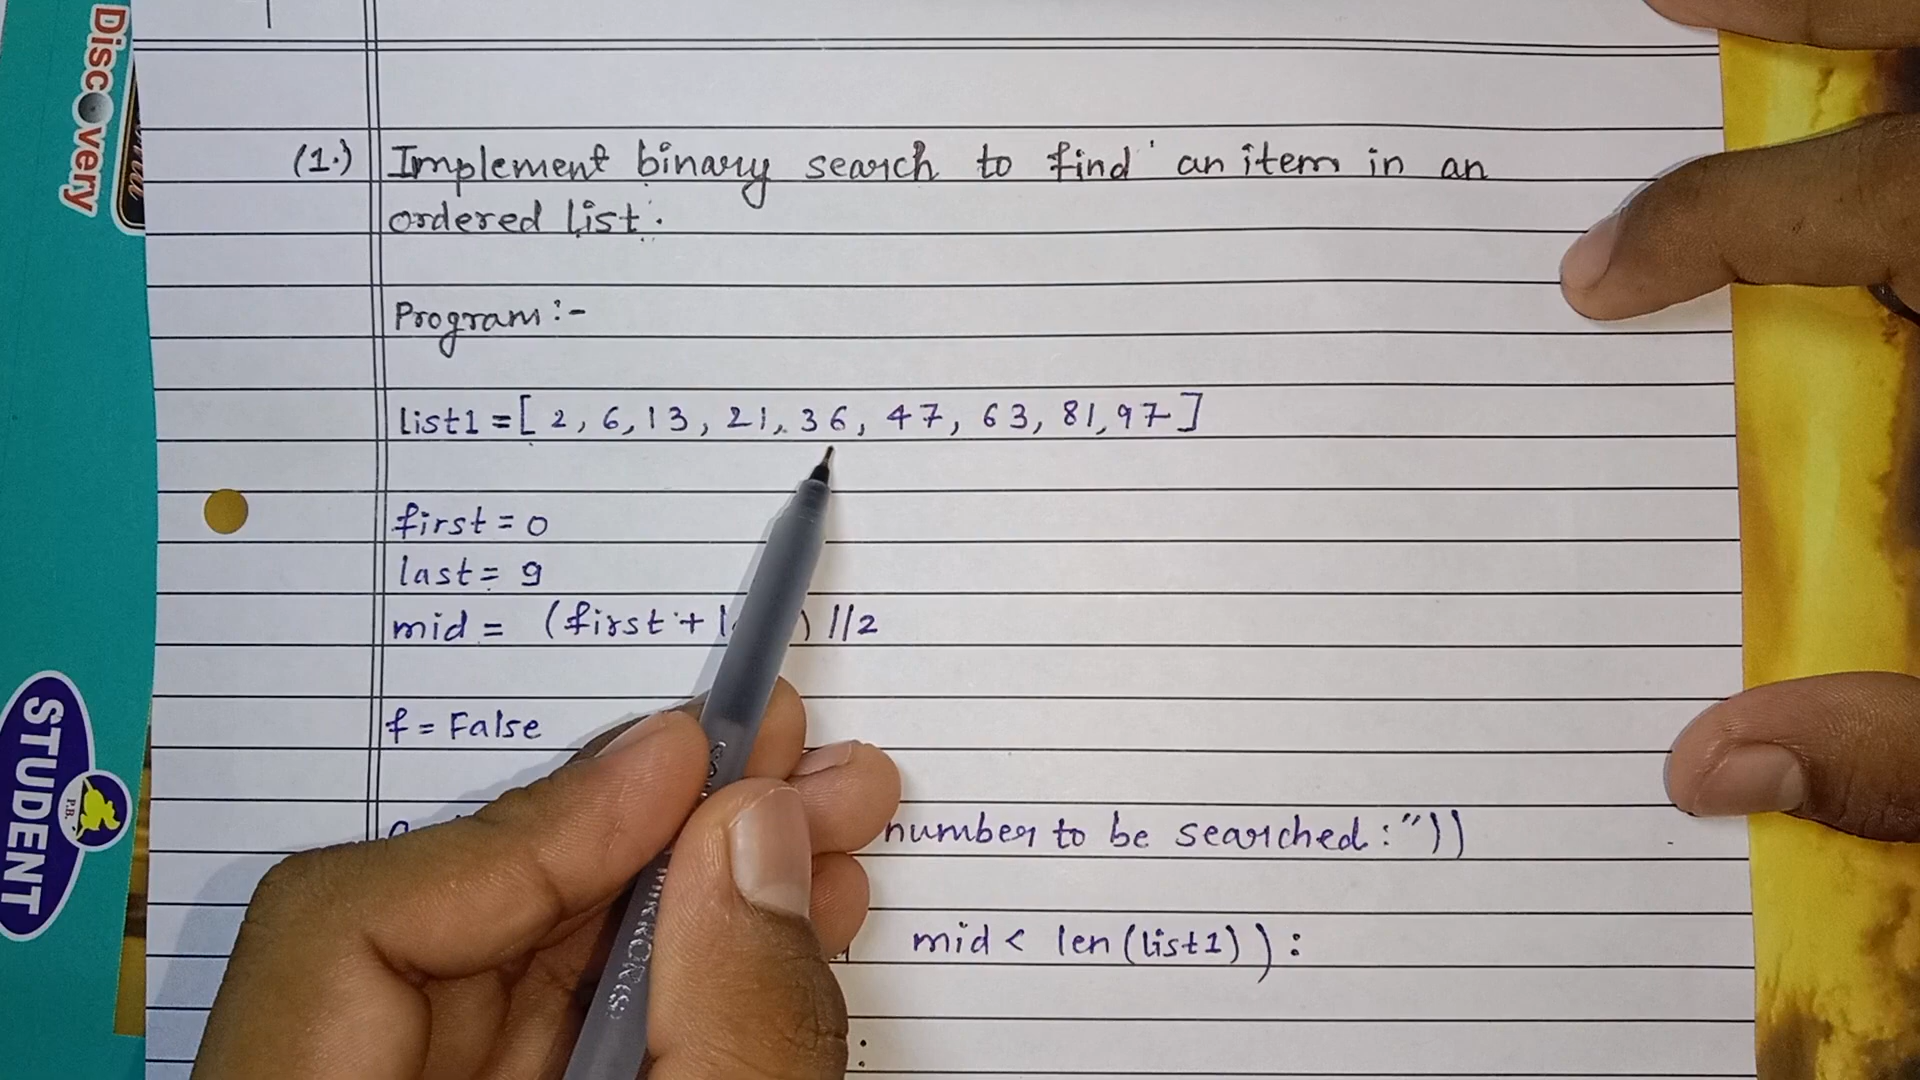 Discovery
STUDENT
P.B.
(1.) Implement binary search to find an item in an
ordered list.
Program :-
list1 = [ 2, 6, 13, 21, 36, 47, 63, 81, 97 ]
first = 0
last = 9
mid = (first + ) //2
f = False
number to be searched :"))
mid < len (list1) ) :
: